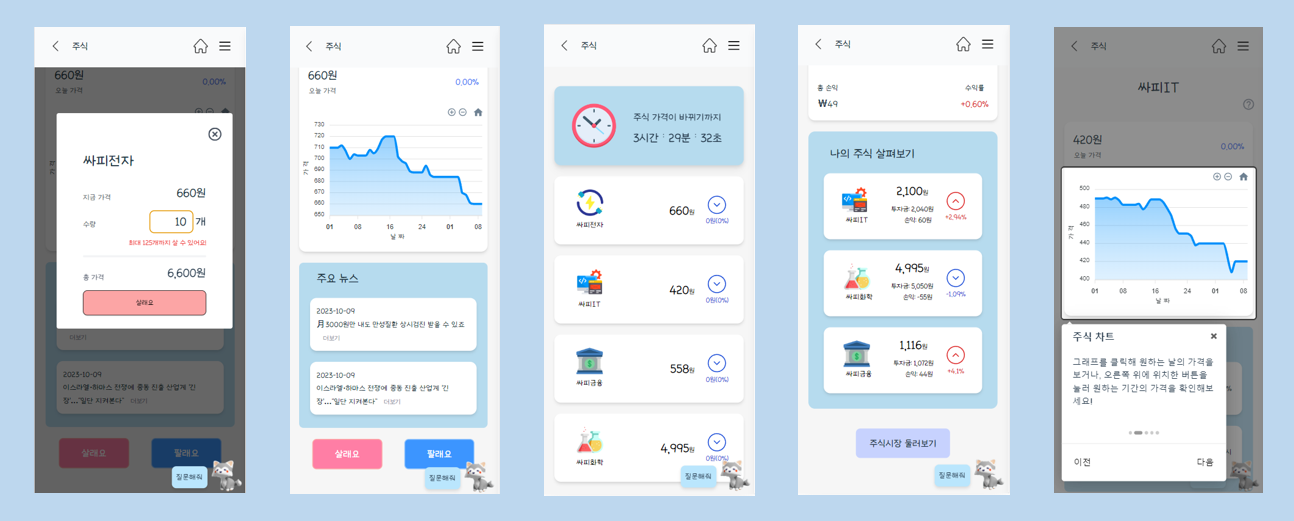 주식
660원
0.00%
오늘 가격
싸피전자
지금 가격
660원
수량
10
개
최대 125개까지 살 수 있어요!
총 가격
6,600원
살래요
가격
더보기
2023-10-09
이스라엘-하마스 전쟁에 중동 진출 산업계 '긴
장'…"일단 지켜본다"
더보기
살래요
팔래요
질문해줘
주식
660원
0.00%
오늘 가격
730
720
710
700
690
680
670
660
650
가격
01
08
16
24
01
08
날짜
주요 뉴스
2023-10-09
月3000원만 내도 만성질환 상시검진 받을 수 있죠
더보기
2023-10-09
이스라엘-하마스 전쟁에 중동 진출 산업계 '긴
장'…"일단 지켜본다"
더보기
살래요
팔래요
질문해줘
주식
주식 가격이 바뀌기까지
3시간 : 29분 : 32초
싸피전자
660원
0원(0%)
싸피IT
420원
0원(0%)
싸피금융
558원
0원(0%)
싸피화학
4,995원
0원(0%)
질문해줘
주식
총 손익
수익률
₩49
+0.60%
나의 주식 살펴보기
싸피IT
2,100원
투자금: 2,040원
손익: 60원
+2.94%
싸피화학
4,995원
투자금: 5,050원
손익: -55원
-1.09%
싸피금융
1,116원
투자금: 1,072원
손익: 44원
+4.1%
주식시장 둘러보기
질문해줘
주식
싸피IT
420원
0.00%
오늘 가격
500
480
460
440
420
400
가격
01
08
16
24
01
08
날짜
주식 차트
그래프를 클릭해 원하는 날의 가격을
보거나, 오른쪽 위에 위치한 버튼을
눌러 원하는 기간의 가격을 확인해보
세요!
이전
다음